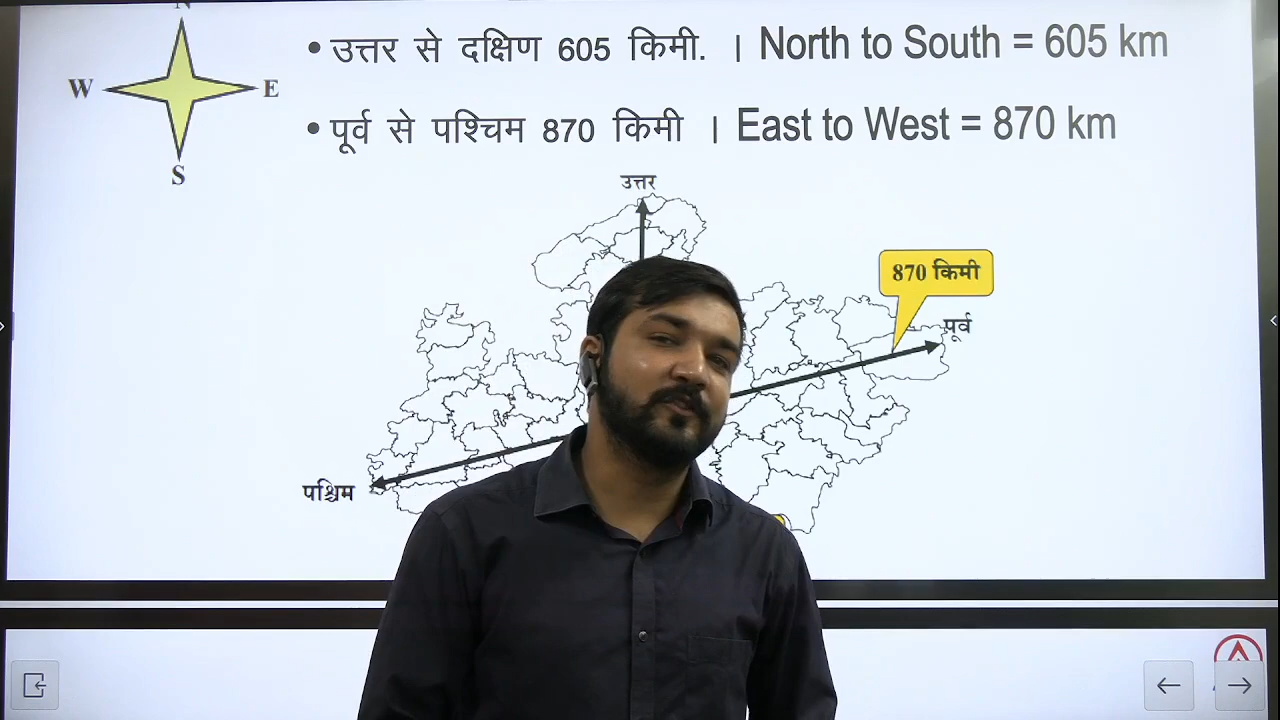 N
W E
S
• उत्तर से दक्षिण 605 किमी. । North to South = 605 km
• पूर्व से पश्चिम 870 किमी । East to West = 870 km
उत्तर
870 किमी
पूर्व
पश्चिम